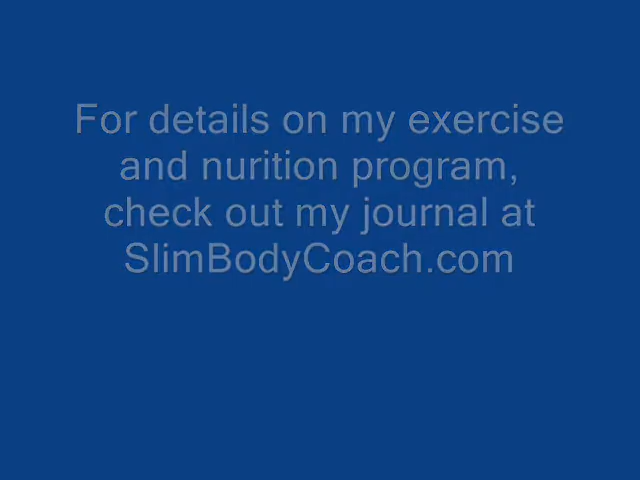 For details on my exercise
and nurition program,
check out my journal at
SlimBodyCoach.com